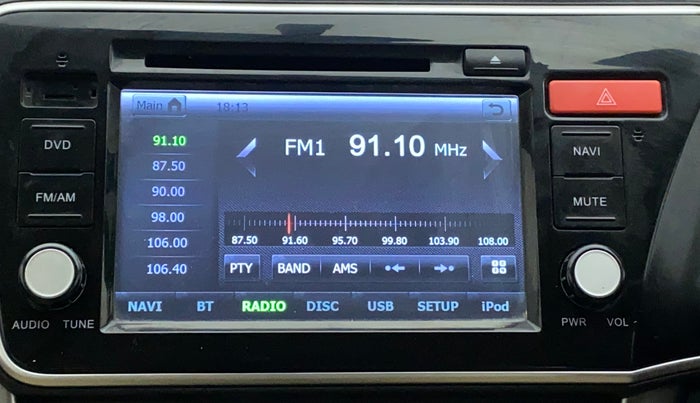 Main 18:13
DVD
FM/AM
AUDIO TUNE
91.10
87.50
90.00
98.00
106.00
106.40
FM1 91.10 MHz
87.50 91.60 95.70 99.80 103.90 108.00
PTY BAND AMS
NAVI BT RADIO DISC USB SETUP iPod
NAVI
MUTE
PWR VOL